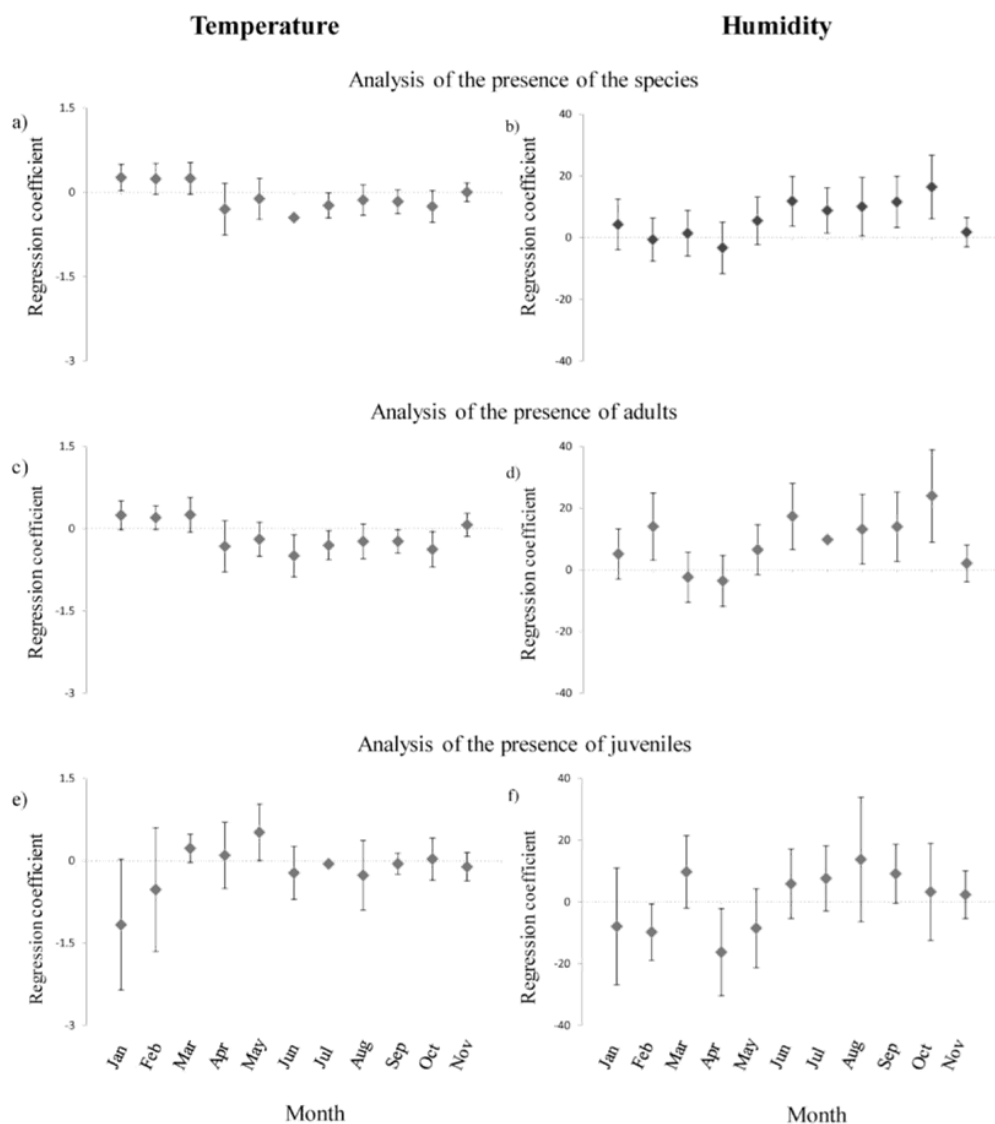 Temperature
Humidity
Analysis of the presence of the species
a)
Regression coefficient
1.5
0
-1.5
-3
b)
Regression coefficient
40
20
0
-20
-40
Analysis of the presence of adults
c)
Regression coefficient
1.5
0
-1.5
-3
d)
Regression coefficient
40
20
0
-20
-40
Analysis of the presence of juveniles
e)
Regression coefficient
1.5
0
-1.5
-3
Jan
Feb
Mar
Apr
May
Jun
Jul
Aug
Sep
Oct
Nov
Month
f)
Regression coefficient
40
20
0
-20
-40
Jan
Feb
Mar
Apr
May
Jun
Jul
Aug
Sep
Oct
Nov
Month